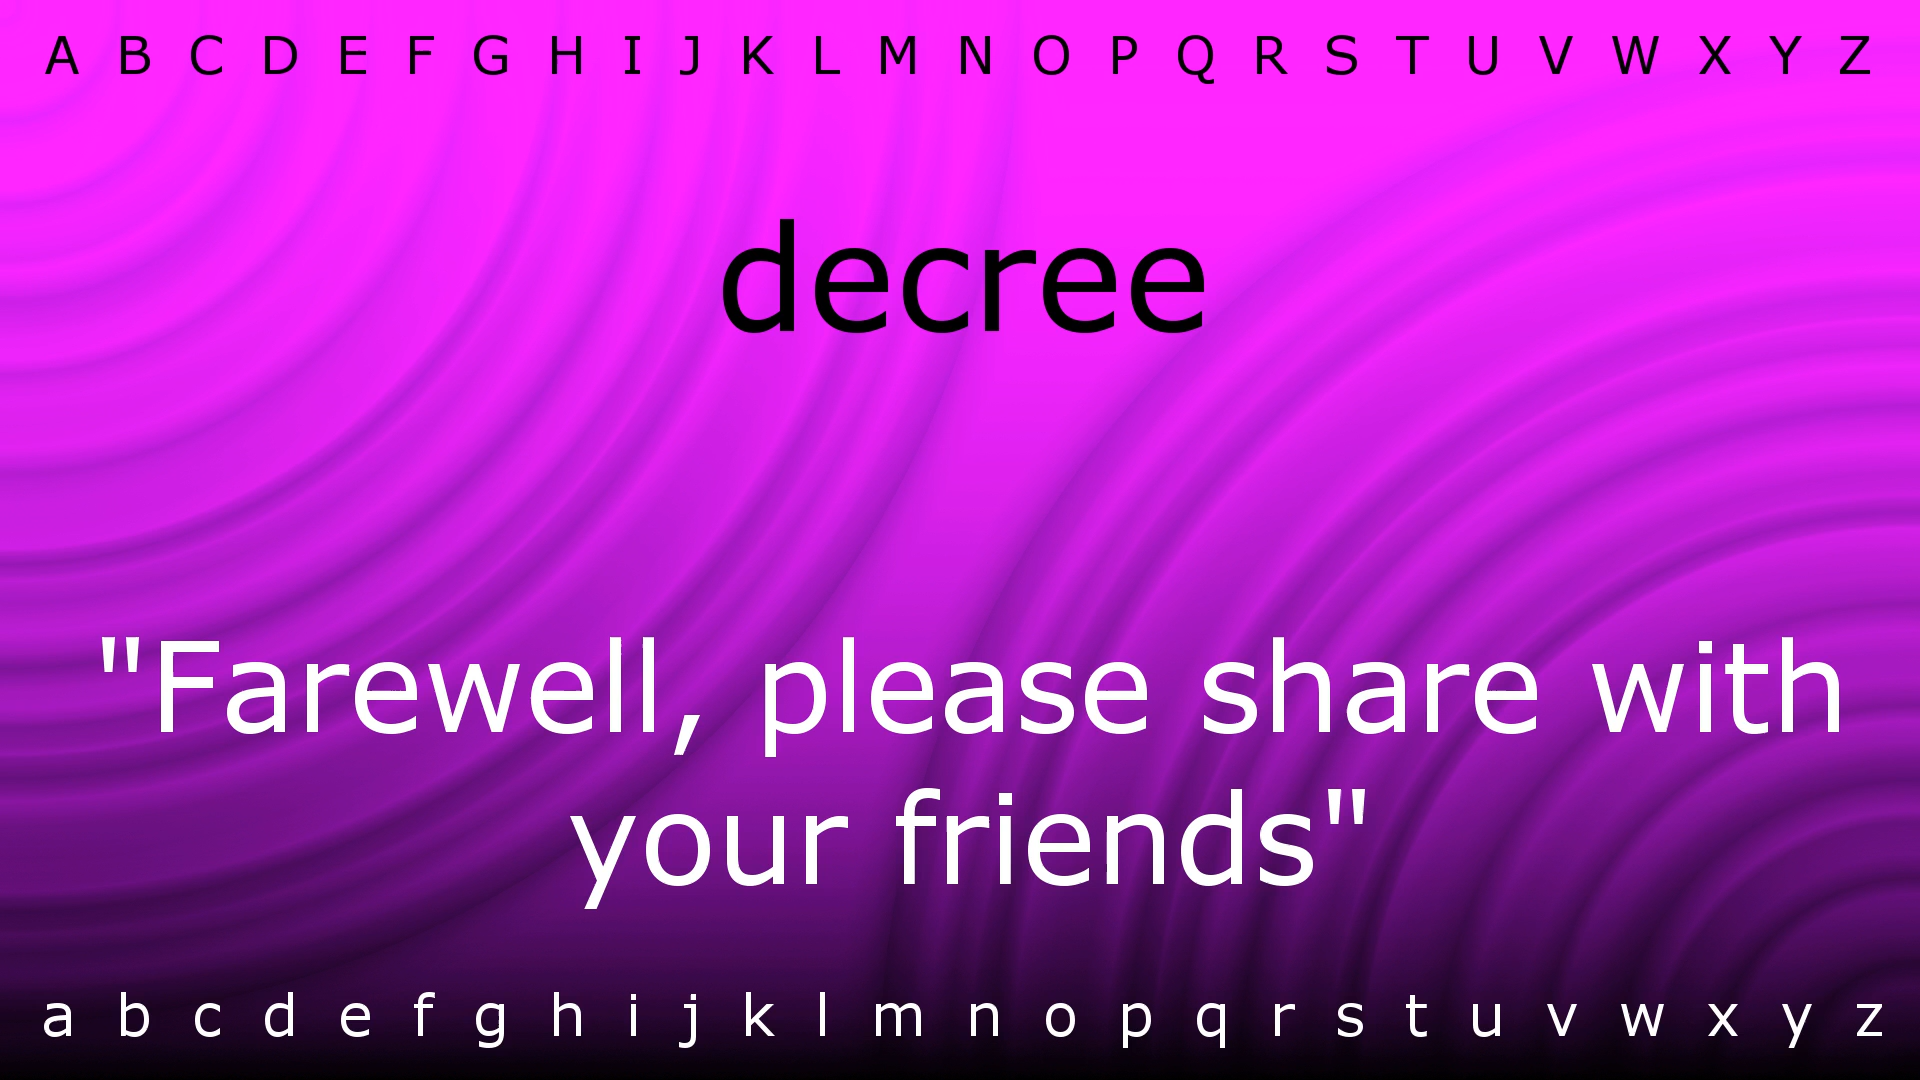 A B C D E F G H I J K L M N O P Q R S T U V W X Y Z
decree
"Farewell, please share with
your friends"
a b c d e f g h i j k l m n o p q r s t u v w x y z